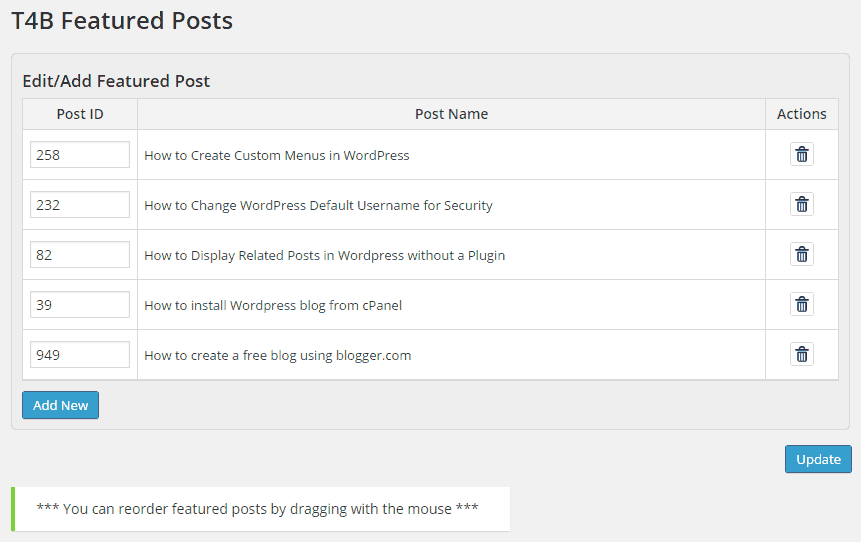 T4B Featured Posts
Edit/Add Featured Post
Post ID Post Name Actions
258 How to Create Custom Menus in WordPress
232 How to Change WordPress Default Username for Security
82 How to Display Related Posts in Wordpress without a Plugin
39 How to install Wordpress blog from cPanel
949 How to create a free blog using blogger.com
Add New
Update
*** You can reorder featured posts by dragging with the mouse ***